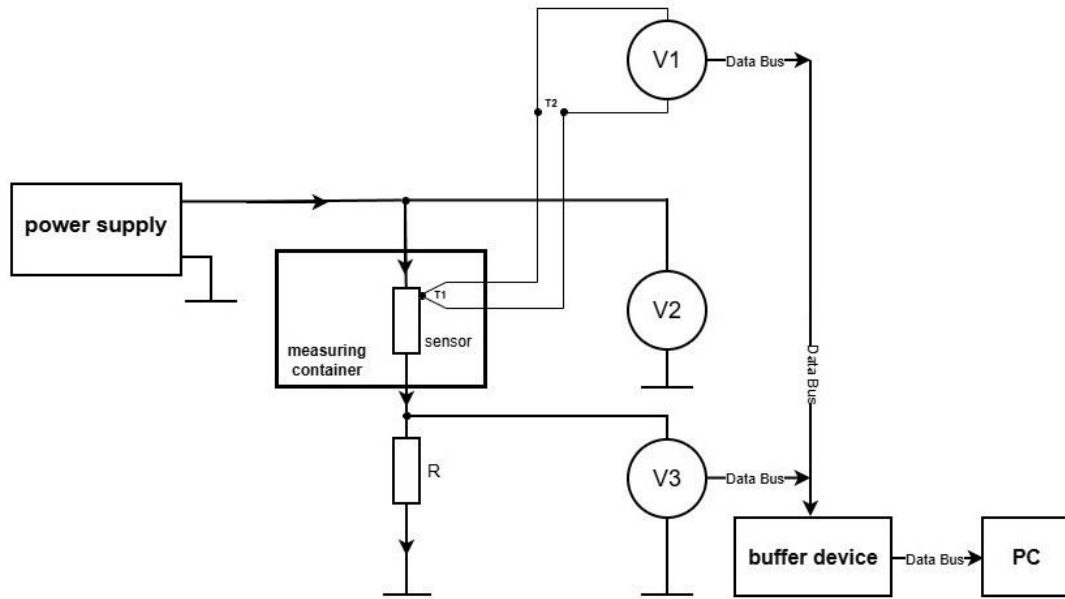 V1
Data Bus
T2
power supply
T1
sensor
measuring
container
V2
Data Bus
R
V3
Data Bus
buffer device
Data Bus
PC